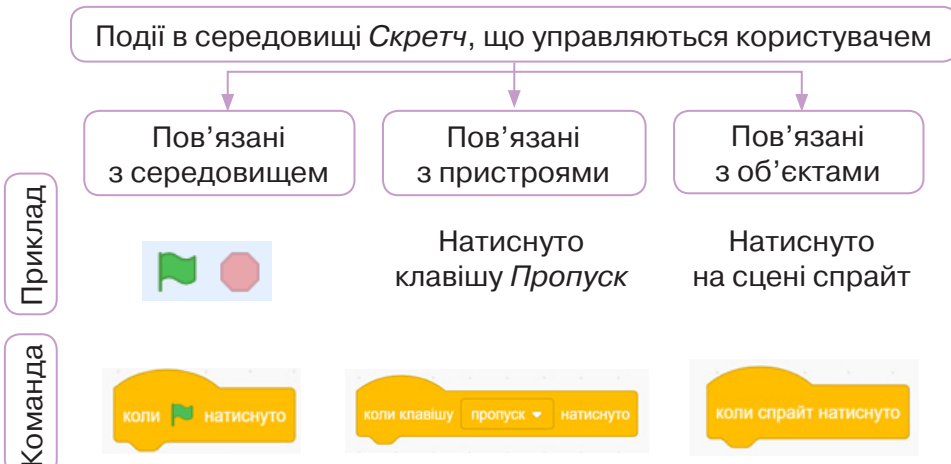 Події в середовищі Скретч, що управляються користувачем
Пов’язані
з середовищем
Пов’язані
з пристроями
Пов’язані
з об’єктами
Приклад
Натиснуто
клавішу Пропуск
Натиснуто
на сцені спрайт
Команда
коли натиснуто
коли клавішу пропуск натиснуто
коли спрайт натиснуто